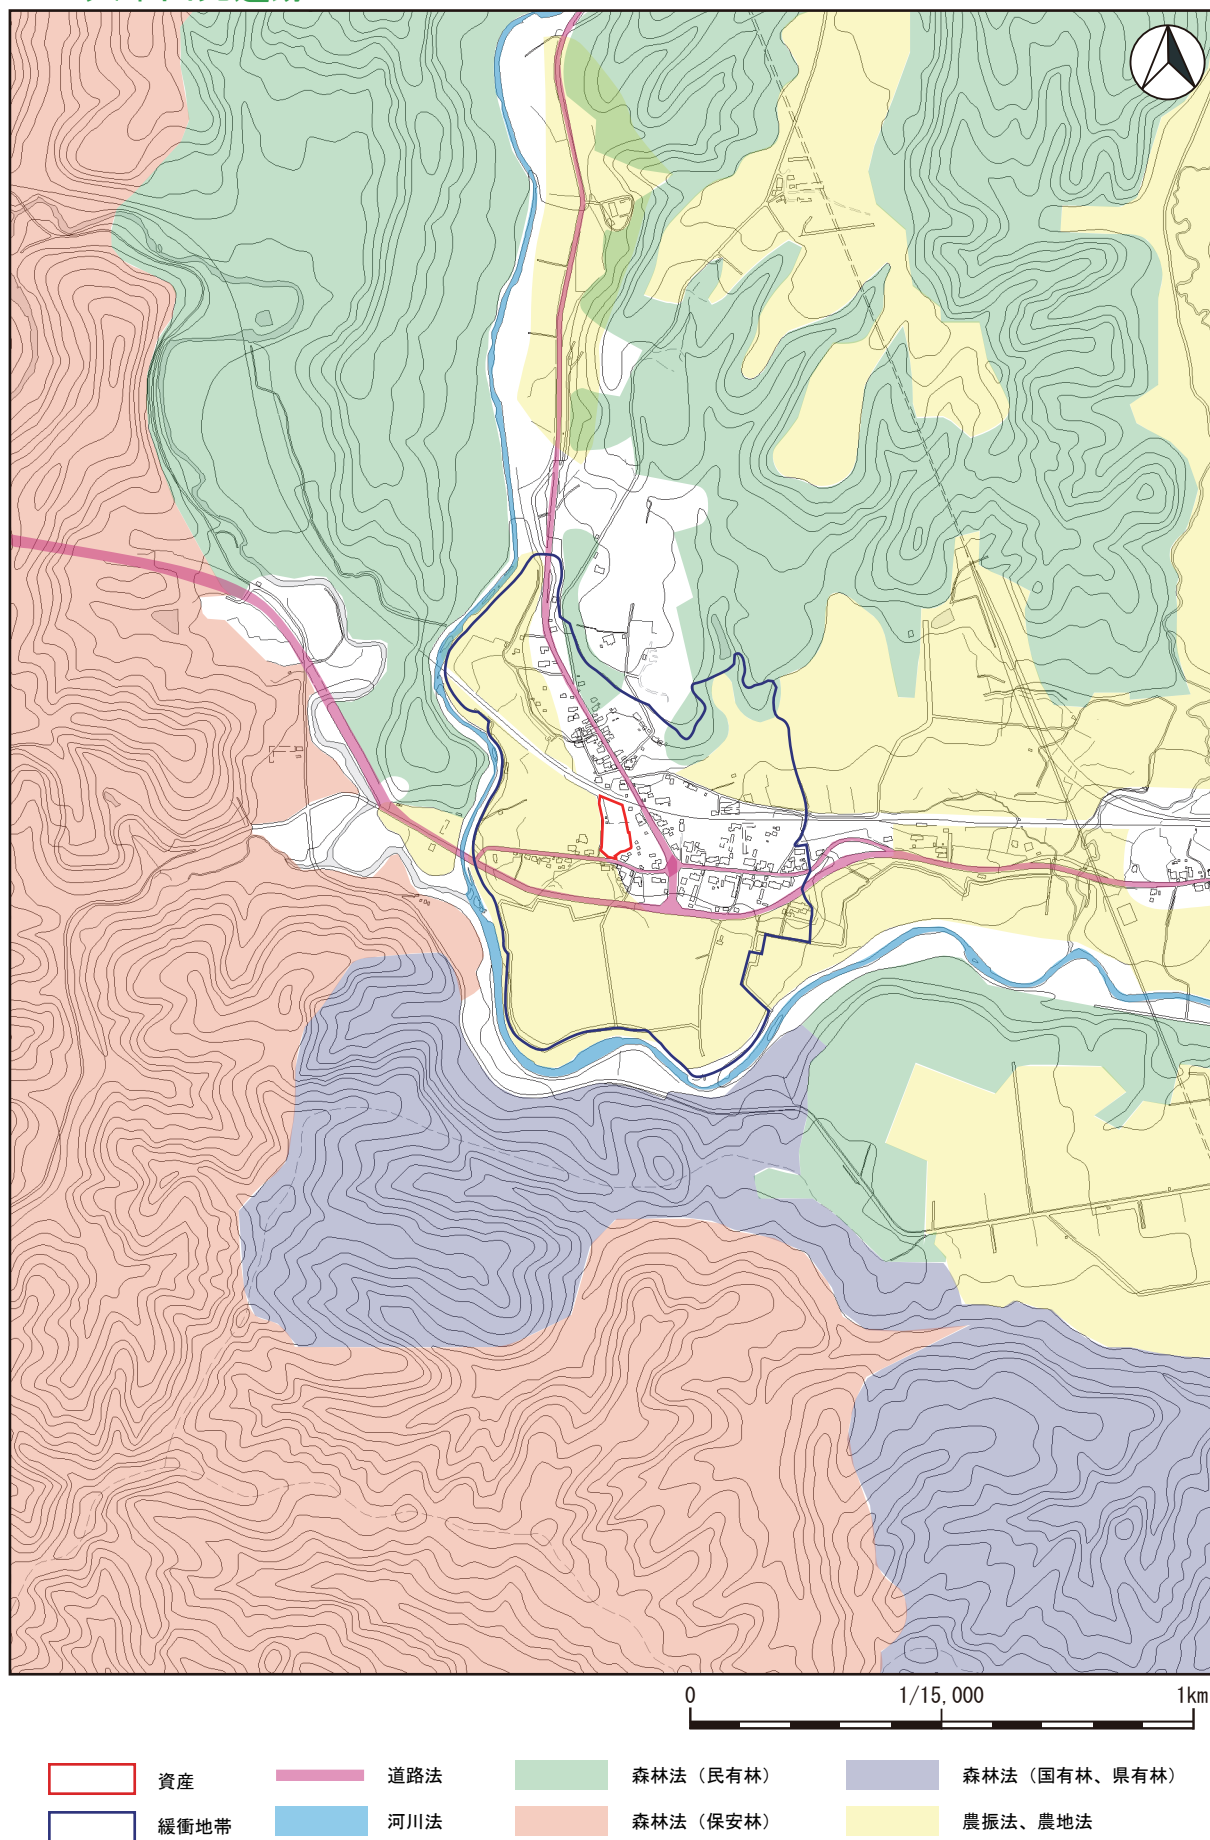 0 1/15,000 1km
資産 道路法 森林法（民有林） 森林法（国有林、県有林）
緩衝地帯 河川法 森林法（保安林） 農振法、農地法